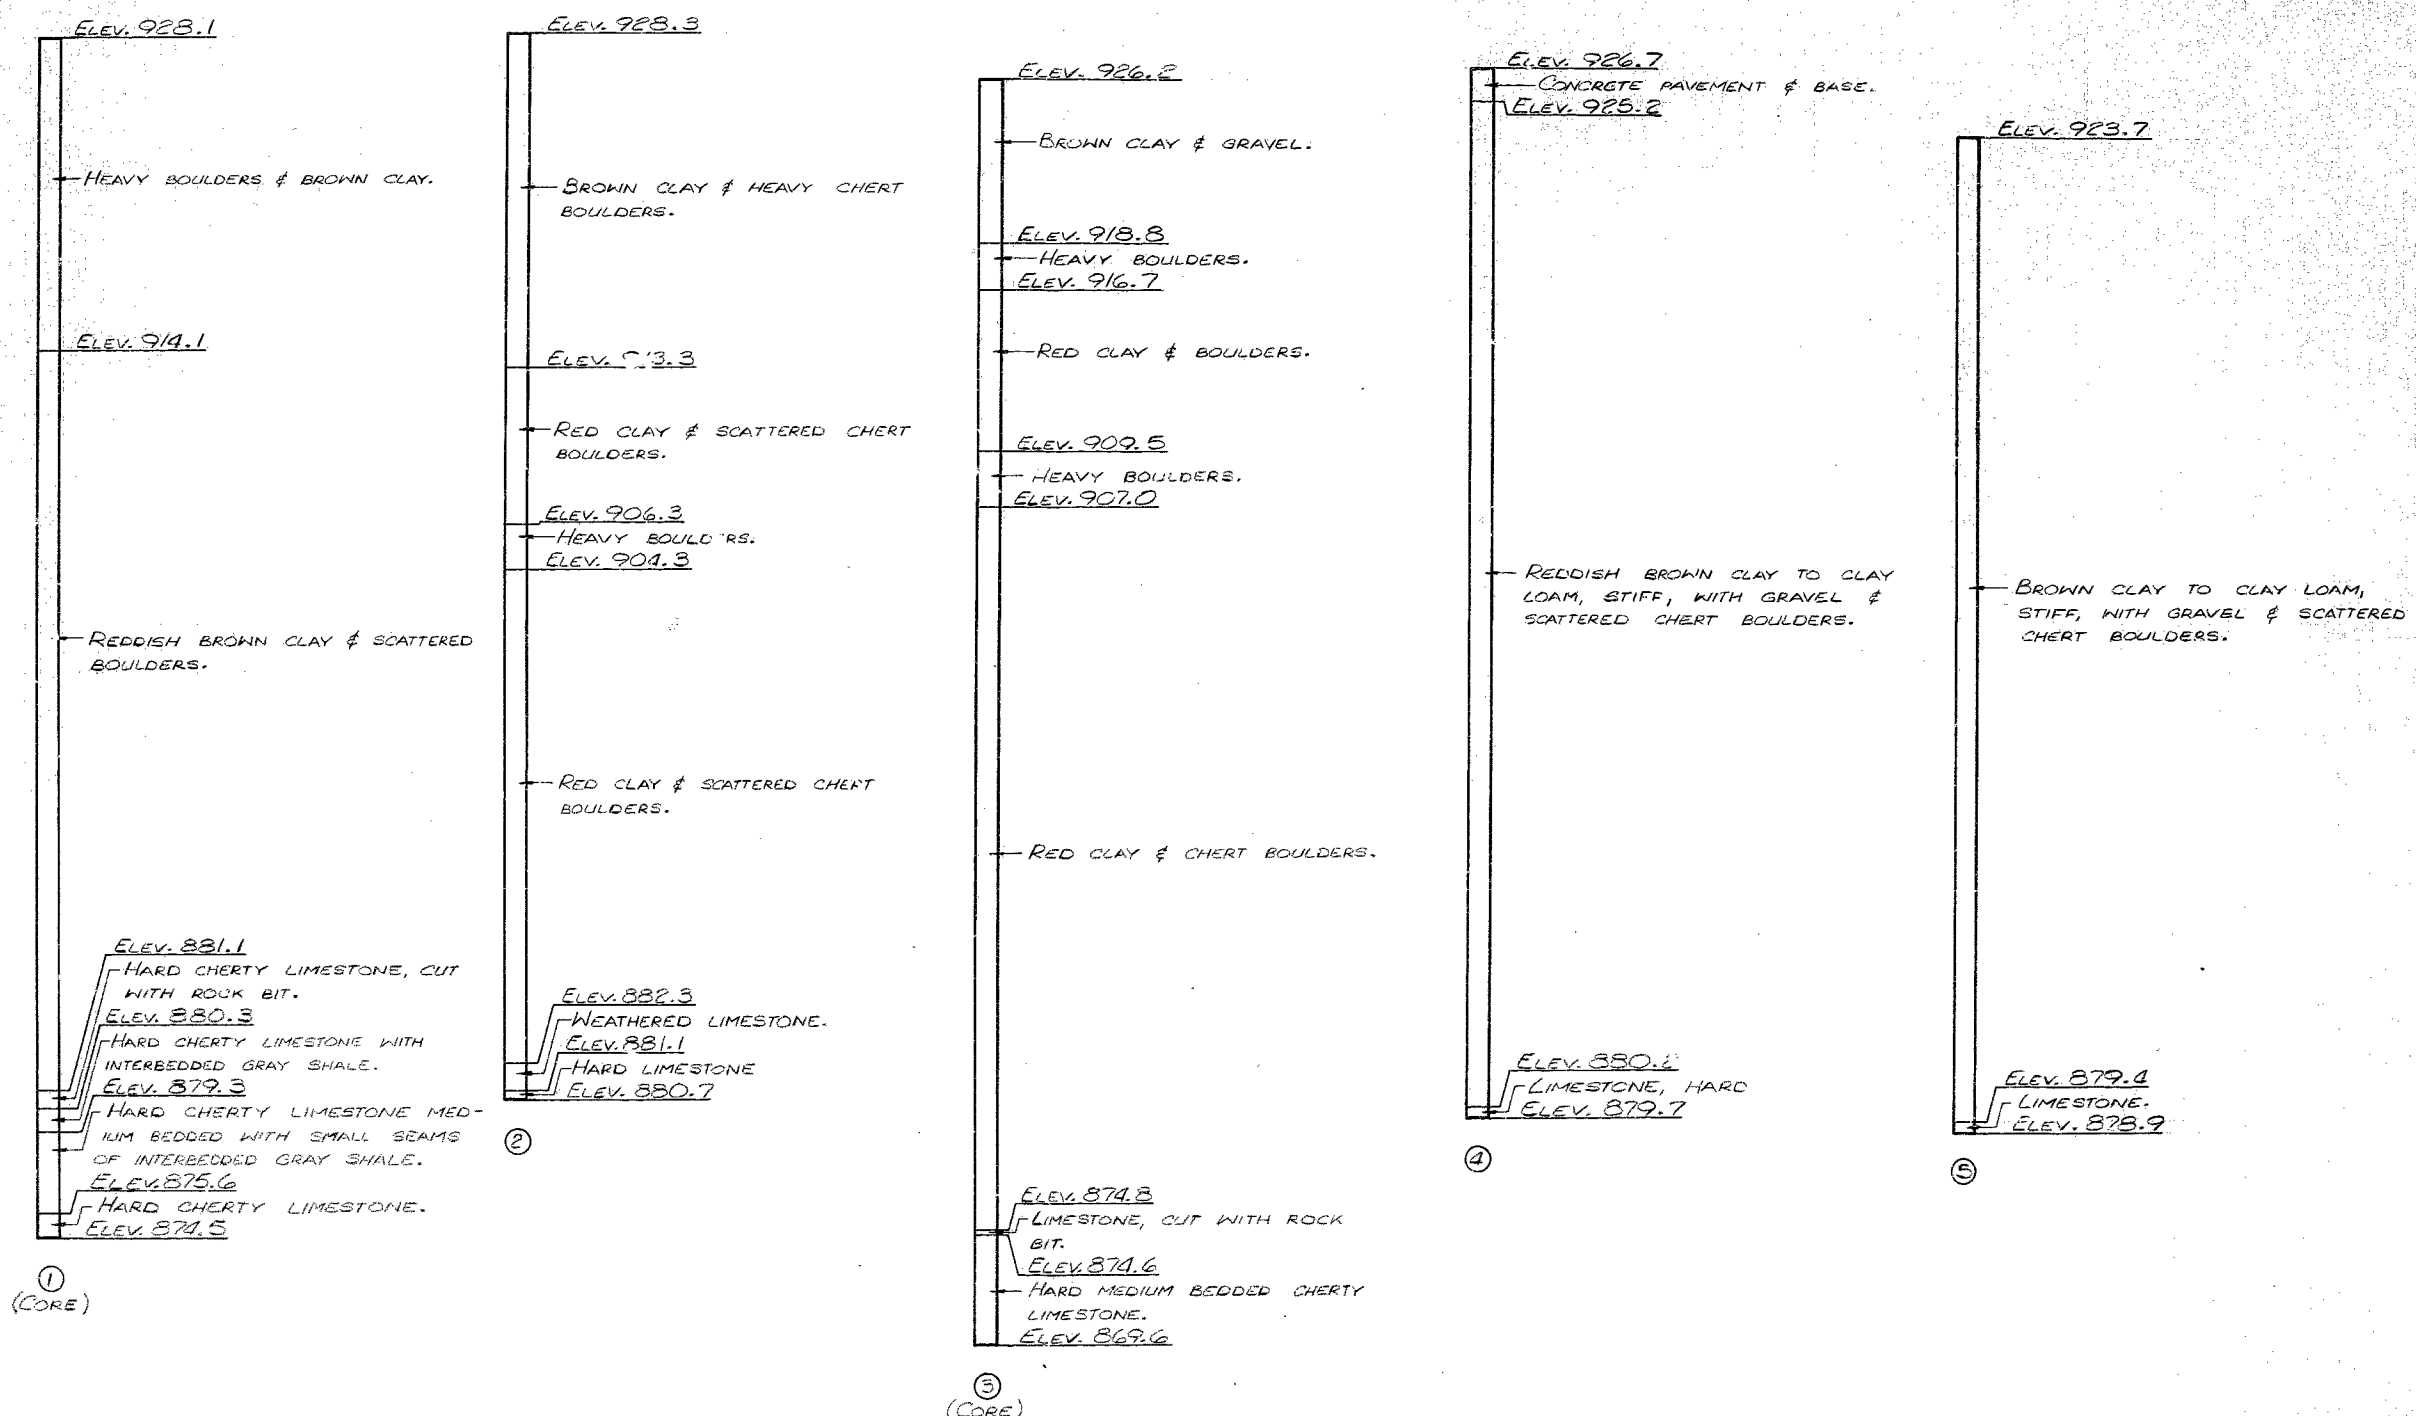 ELEV. 928.1
HEAVY BOULDERS & BROWN CLAY.
ELEV. 914.1
REDDISH BROWN CLAY & SCATTERED
BOULDERS.
ELEV. 881.1
HARD CHERTY LIMESTONE, CUT
WITH ROCK BIT.
ELEV. 880.3
HARD CHERTY LIMESTONE WITH
INTERBEDDED GRAY SHALE.
ELEV. 879.3
HARD CHERTY LIMESTONE MED-
IUM BEDDED WITH SMALL SEAMS
OF INTERBEDDED GRAY SHALE.
ELEV. 875.6
HARD CHERTY LIMESTONE.
ELEV. 874.5
1
(CORE)
ELEV. 928.3
BROWN CLAY & HEAVY CHERT
BOULDERS.
ELEV.
RED CLAY & SCATTERED CHERT
BOULDERS.
ELEV. 906.3
HEAVY BOULDERS.
ELEV. 904.3
RED CLAY & SCATTERED CHERT
BOULDERS.
ELEV. 882.3
WEATHERED LIMESTONE.
ELEV. 881.1
HARD LIMESTONE
ELEV. 880.7
2
ELEV. 926.2
BROWN CLAY & GRAVEL.
ELEV. 918.8
HEAVY BOULDERS.
ELEV. 916.7
RED CLAY & BOULDERS.
ELEV. 909.5
HEAVY BOULDERS.
ELEV. 907.0
RED CLAY & CHERT BOULDERS.
ELEV. 874.8
LIMESTONE, CUT WITH ROCK
BIT.
ELEV. 874.6
HARD MEDIUM BEDDED CHERTY
LIMESTONE.
ELEV. 869.6
3
(CORE)
ELEV. 926.7
CONCRETE PAVEMENT & BASE.
ELEV. 925.2
REDDISH BROWN CLAY TO CLAY
LOAM, STIFF, WITH GRAVEL &
SCATTERED CHERT BOULDERS.
ELEV.
LIMESTONE, HARD
ELEV. 879.7
4
ELEV. 923.7
BROWN CLAY TO CLAY LOAM,
STIFF, WITH GRAVEL & SCATTERED
CHERT BOULDERS.
ELEV. 879.4
LIMESTONE.
ELEV. 878.9
5